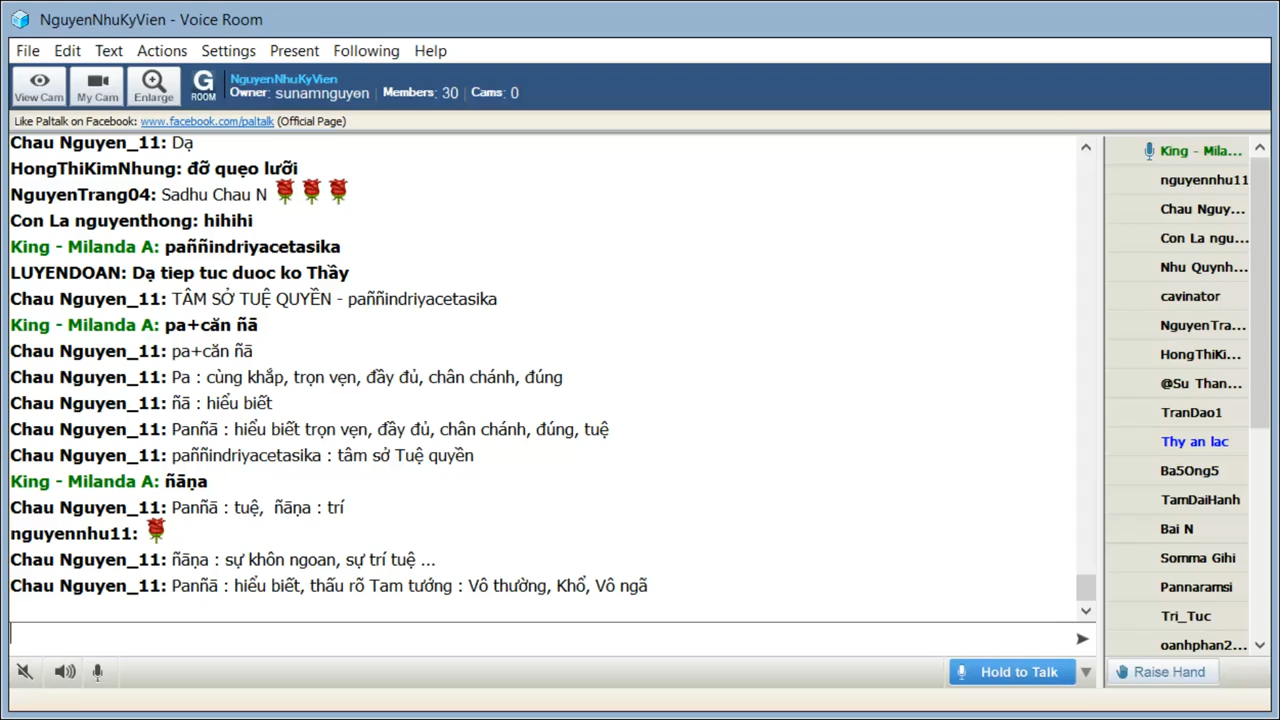 NguyenNhuKyVien - Voice Room
File Edit Text Actions Settings Present Following Help
View Cam My Cam Enlarge G ROOM
NguyenNhuKyVien
Owner: sunamnguyen | Members: 30 | Cams: 0
Like Paltalk on Facebook: www.facebook.com/paltalk (Official Page)
Chau Nguyen_11: Dạ
HongThiKimNhung: đỡ quẹo lưỡi
NguyenTrang04: Sadhu Chau N
Con La nguyenthong: hihihi
King - Milanda A: paññindriyacetasika
LUYENDOAN: Dạ tiep tuc duoc ko Thầy
Chau Nguyen_11: TÂM SỞ TUỆ QUYỀN - paññindriyacetasika
King - Milanda A: pa+căn ñā
Chau Nguyen_11: pa+căn ñā
Chau Nguyen_11: Pa : cùng khắp, trọn vẹn, đầy đủ, chân chánh, đúng
Chau Nguyen_11: ñā : hiểu biết
Chau Nguyen_11: Panñā : hiểu biết trọn vẹn, đầy đủ, chân chánh, đúng, tuệ
Chau Nguyen_11: paññindriyacetasika : tâm sở Tuệ quyền
King - Milanda A: ñāṇa
Chau Nguyen_11: Panñā : tuệ, ñāṇa : trí
nguyennhu11:
Chau Nguyen_11: ñāṇa : sự khôn ngoan, sự trí tuệ ...
Chau Nguyen_11: Panñā : hiểu biết, thấu rõ Tam tướng : Vô thường, Khổ, Vô ngã
King - Mila...
nguyennhu11
Chau Nguy...
Con La ngu...
Nhu Quynh...
cavinator
NguyenTra...
HongThiKi...
@Su Than...
TranDao1
Thy an lac
Ba5Ong5
TamDaiHanh
Bai N
Somma Gihi
Pannaramsi
Tri_Tuc
oanhphan2...
Hold to Talk
Raise Hand